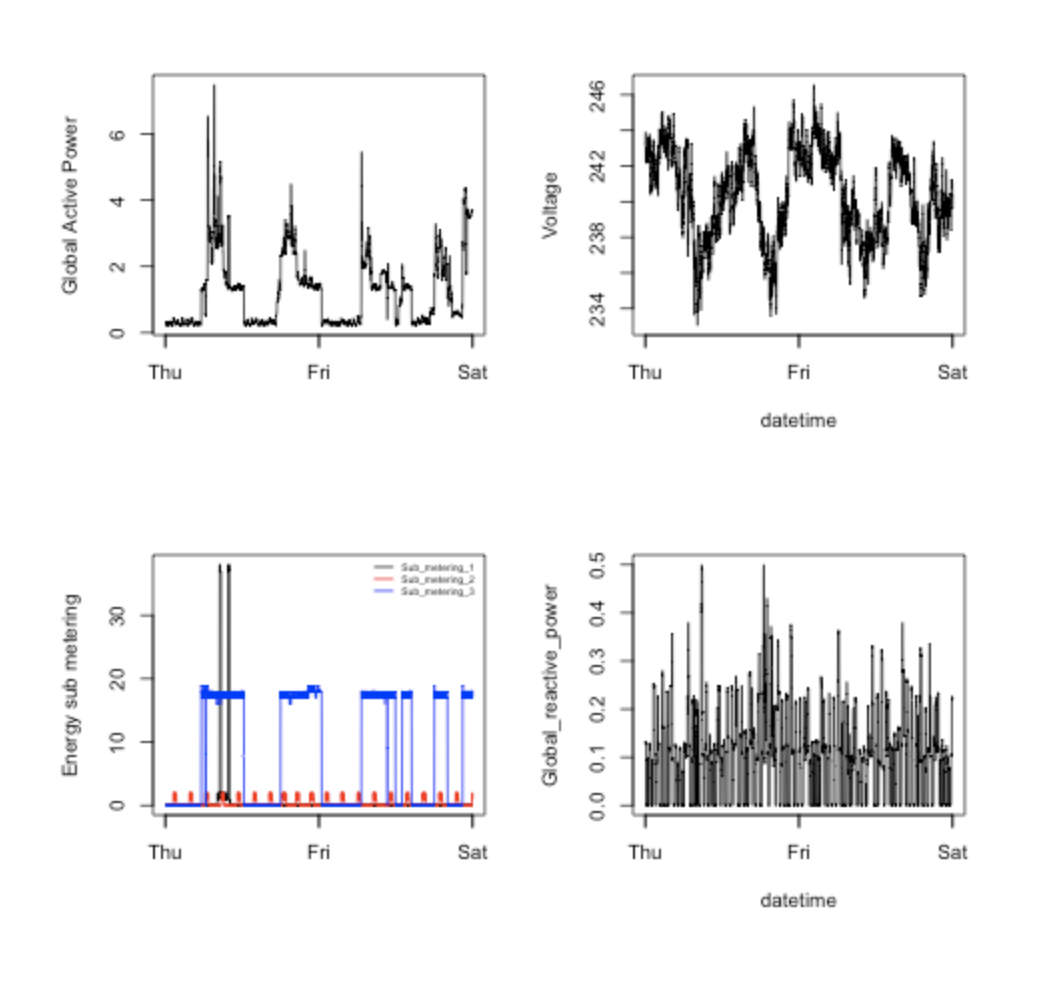 Global Active Power
6
4
2
0
Thu Fri Sat
Voltage
246
242
238
234
Thu Fri Sat
datetime
Energy sub metering
30
20
10
0
Sub_metering_1
Sub_metering_2
Sub_metering_3
Thu Fri Sat
Global_reactive_power
0.5
0.4
0.3
0.2
0.1
0.0
Thu Fri Sat
datetime